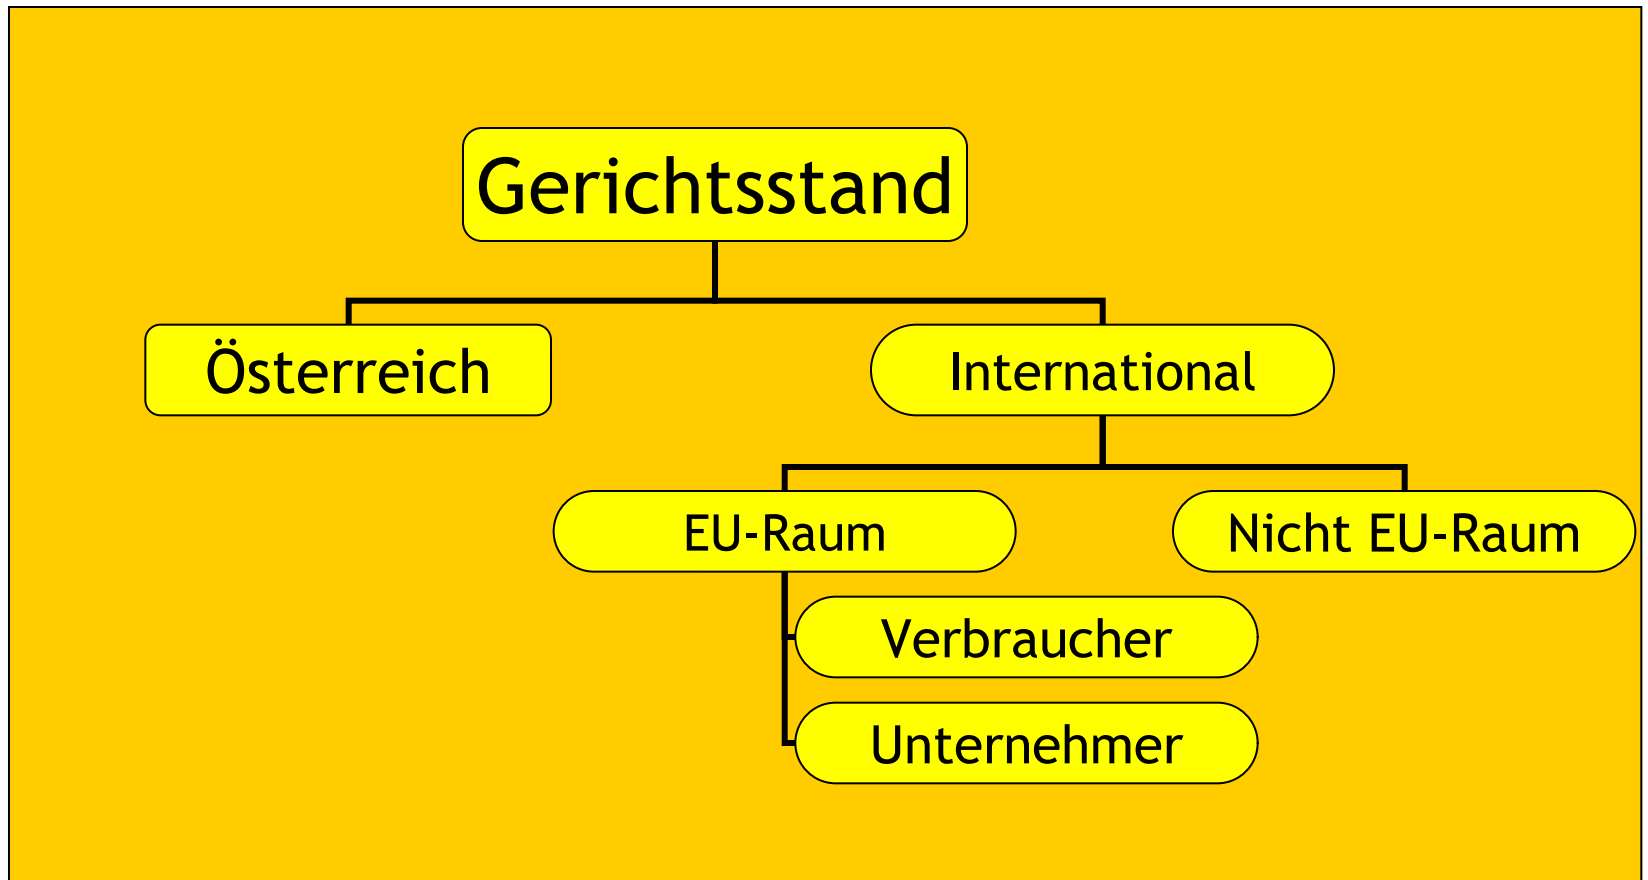 Gerichtsstand
Österreich
International
EU-Raum
Nicht EU-Raum
Verbraucher
Unternehmer